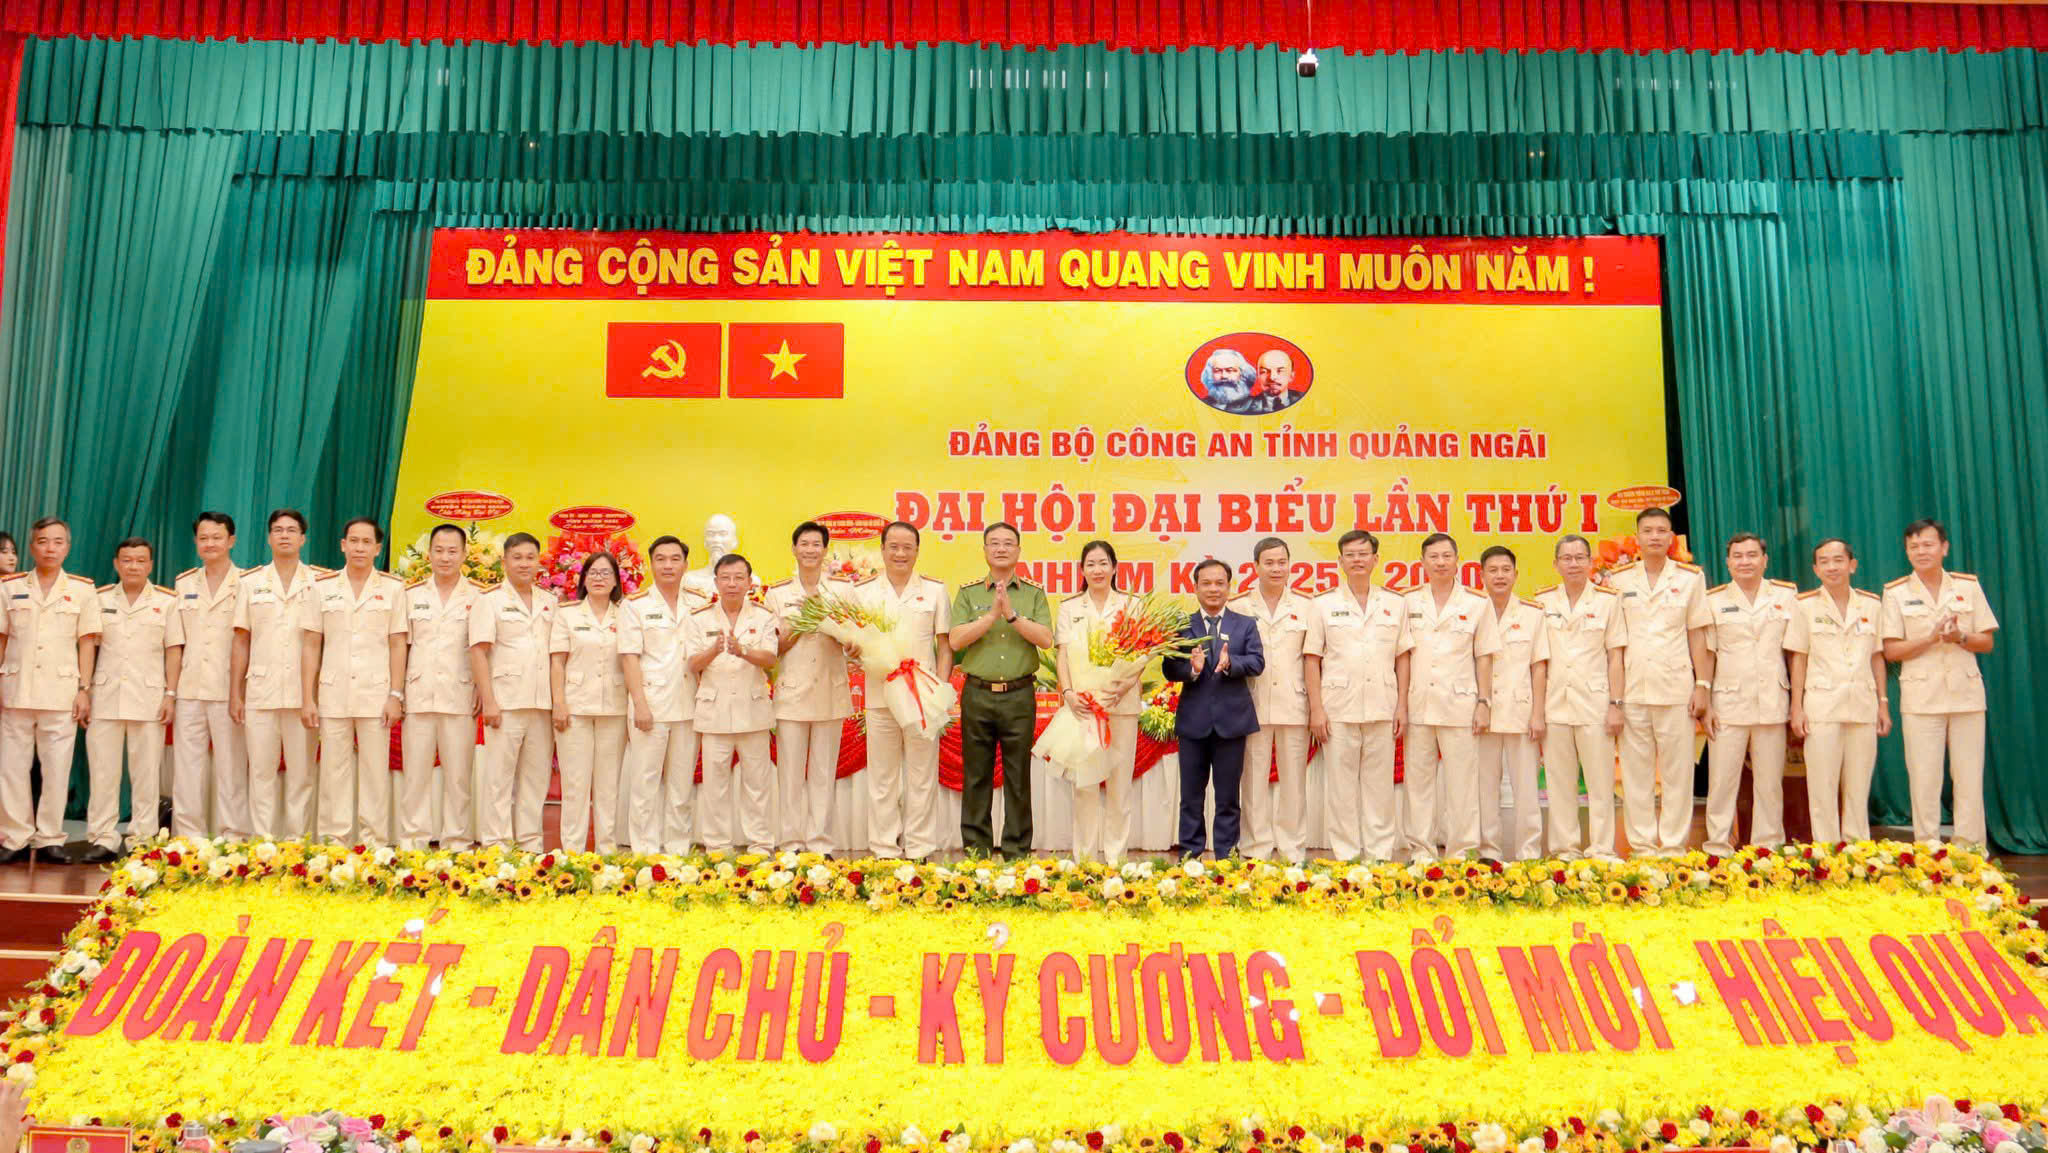 ĐẢNG CỘNG SẢN VIỆT NAM QUANG VINH MUÔN NĂM !
ĐẢNG BỘ CÔNG AN TỈNH QUẢNG NGÃI
ĐẠI HỘI ĐẠI BIỂU LẦN THỨ I
ĐOÀN KẾT - DÂN CHỦ - KỶ CƯƠNG - ĐỔI MỚI - HIỆU QUẢ